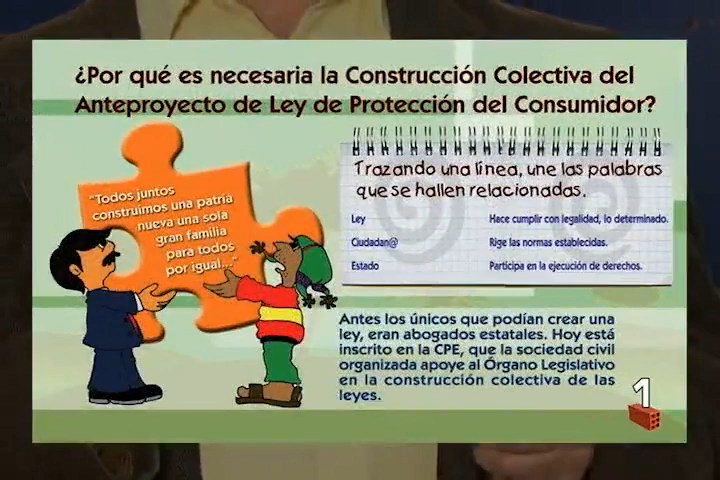 ¿Por qué es necesaria la Construcción Colectiva del
Anteproyecto de Ley de Protección del Consumidor?
"Todos juntos
construimos una patria
nueva una sola
gran familia
para todos
por igual..."
Trazando una línea, une las palabras
que se hallen relacionadas.
Ley
Hace cumplir con legalidad, lo determinado.
Ciudadan@
Rige las normas establecidas.
Estado
Participa en la ejecución de derechos.
Antes los únicos que podían crear una
ley, eran abogados estatales. Hoy está
inscrito en la CPE, que la sociedad civil
organizada apoye al Órgano Legislativo
en la construcción colectiva de las
leyes.
1